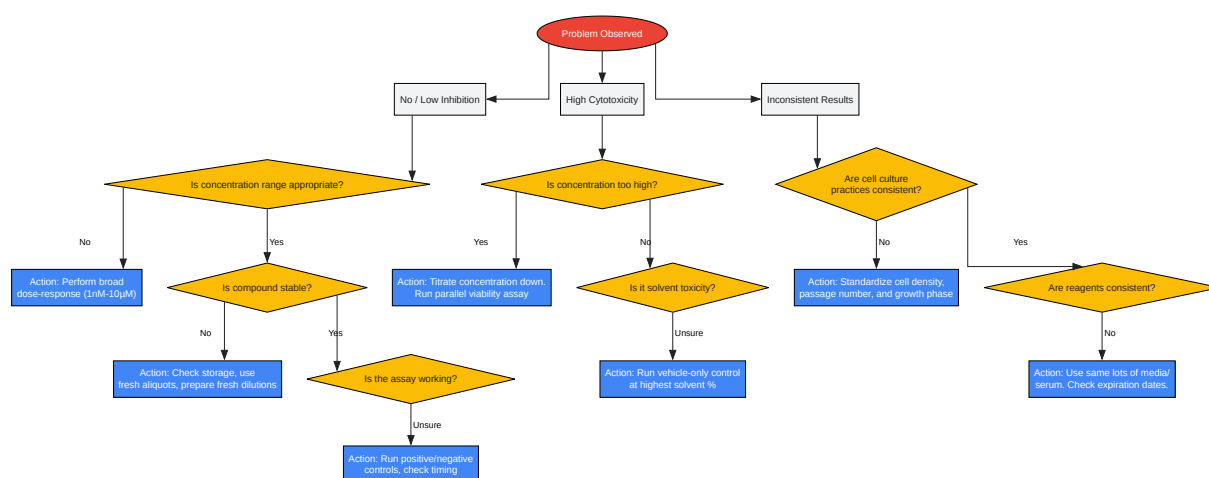 Problem Observed
No / Low Inhibition
High Cytotoxicity
Inconsistent Results
Is concentration range appropriate?
Is concentration too high?
Are cell culture
practices consistent?
No
Yes
Yes
No
No
Yes
Action: Perform broad
dose-response (1nM-10µM)
Is compound stable?
Action: Titrate concentration down.
Run parallel viability assay
Is it solvent toxicity?
Action: Standardize cell density,
passage number, and growth phase
Are reagents consistent?
No
Yes
Unsure
No
Action: Check storage, use
fresh aliquots, prepare fresh dilutions
Is the assay working?
Action: Run vehicle-only control
at highest solvent %
Action: Use same lots of media/
serum. Check expiration dates.
Unsure
Action: Run positive/negative
controls, check timing